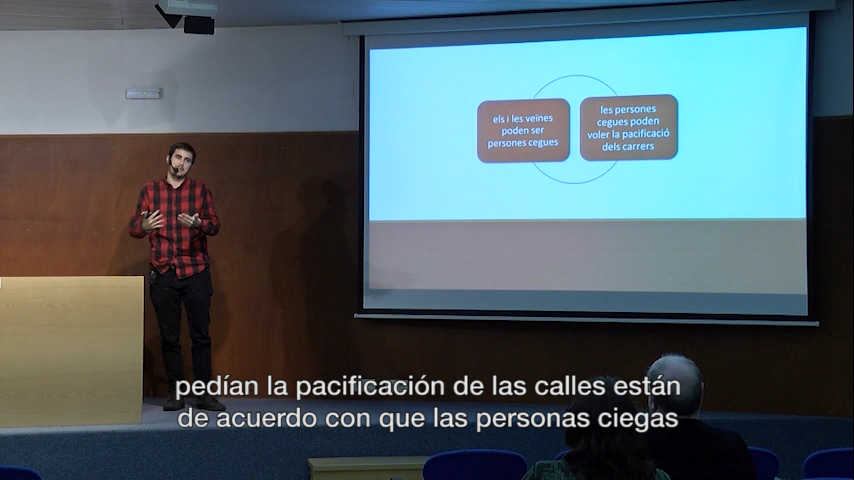 els i les veïnes
poden ser
persones cegues
les persones
cegues poden
voler la pacificació
dels carrers
pedían la pacificación de las calles están
de acuerdo con que las personas ciegas